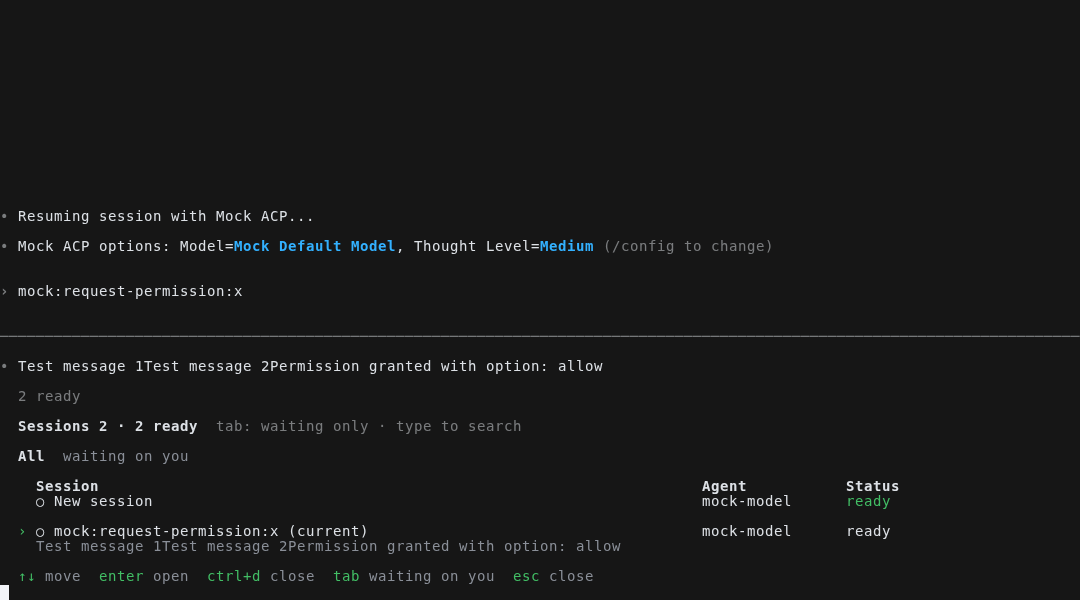 • Resuming session with Mock ACP...
• Mock ACP options: Model=Mock Default Model, Thought Level=Medium (/config to change)
› mock:request-permission:x
• Test message 1Test message 2Permission granted with option: allow
2 ready
Sessions 2 · 2 ready  tab: waiting only · type to search
All  waiting on you
Session  Agent  Status
○ New session  mock-model  ready
› ○ mock:request-permission:x (current)  mock-model  ready
Test message 1Test message 2Permission granted with option: allow
↑↓ move  enter open  ctrl+d close  tab waiting on you  esc close